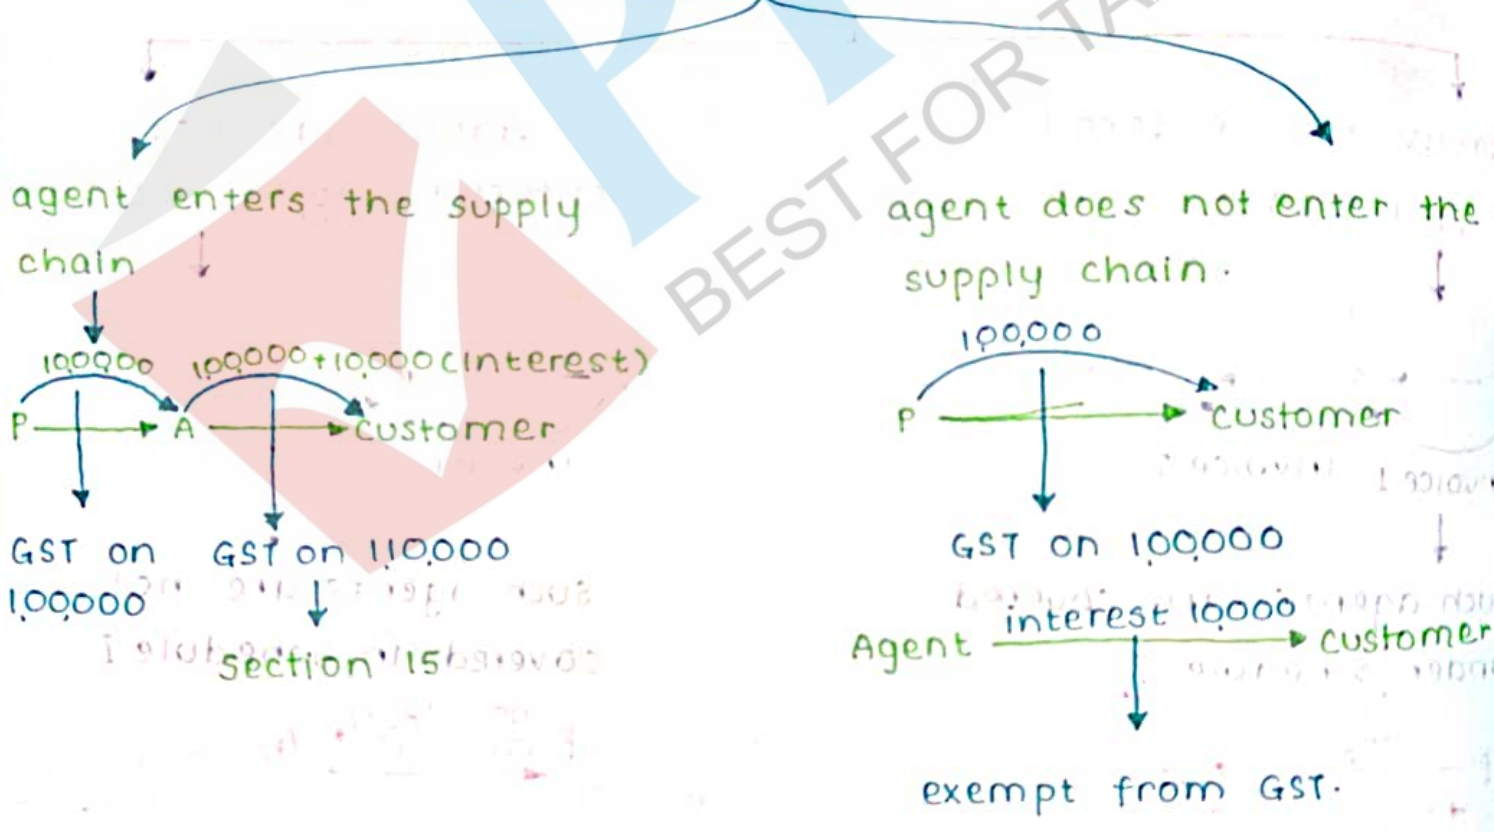 BEST FOR TA
agent enters the supply
chain
1,00,000 1,00,000+10,000 (interest)
P A customer
GST on GST on 1,10,000
1,00,000
section 15
agent does not enter the
supply chain.
1,00,000
P customer
GST on 1,00,000
interest 10,000
Agent customer
exempt from GST.